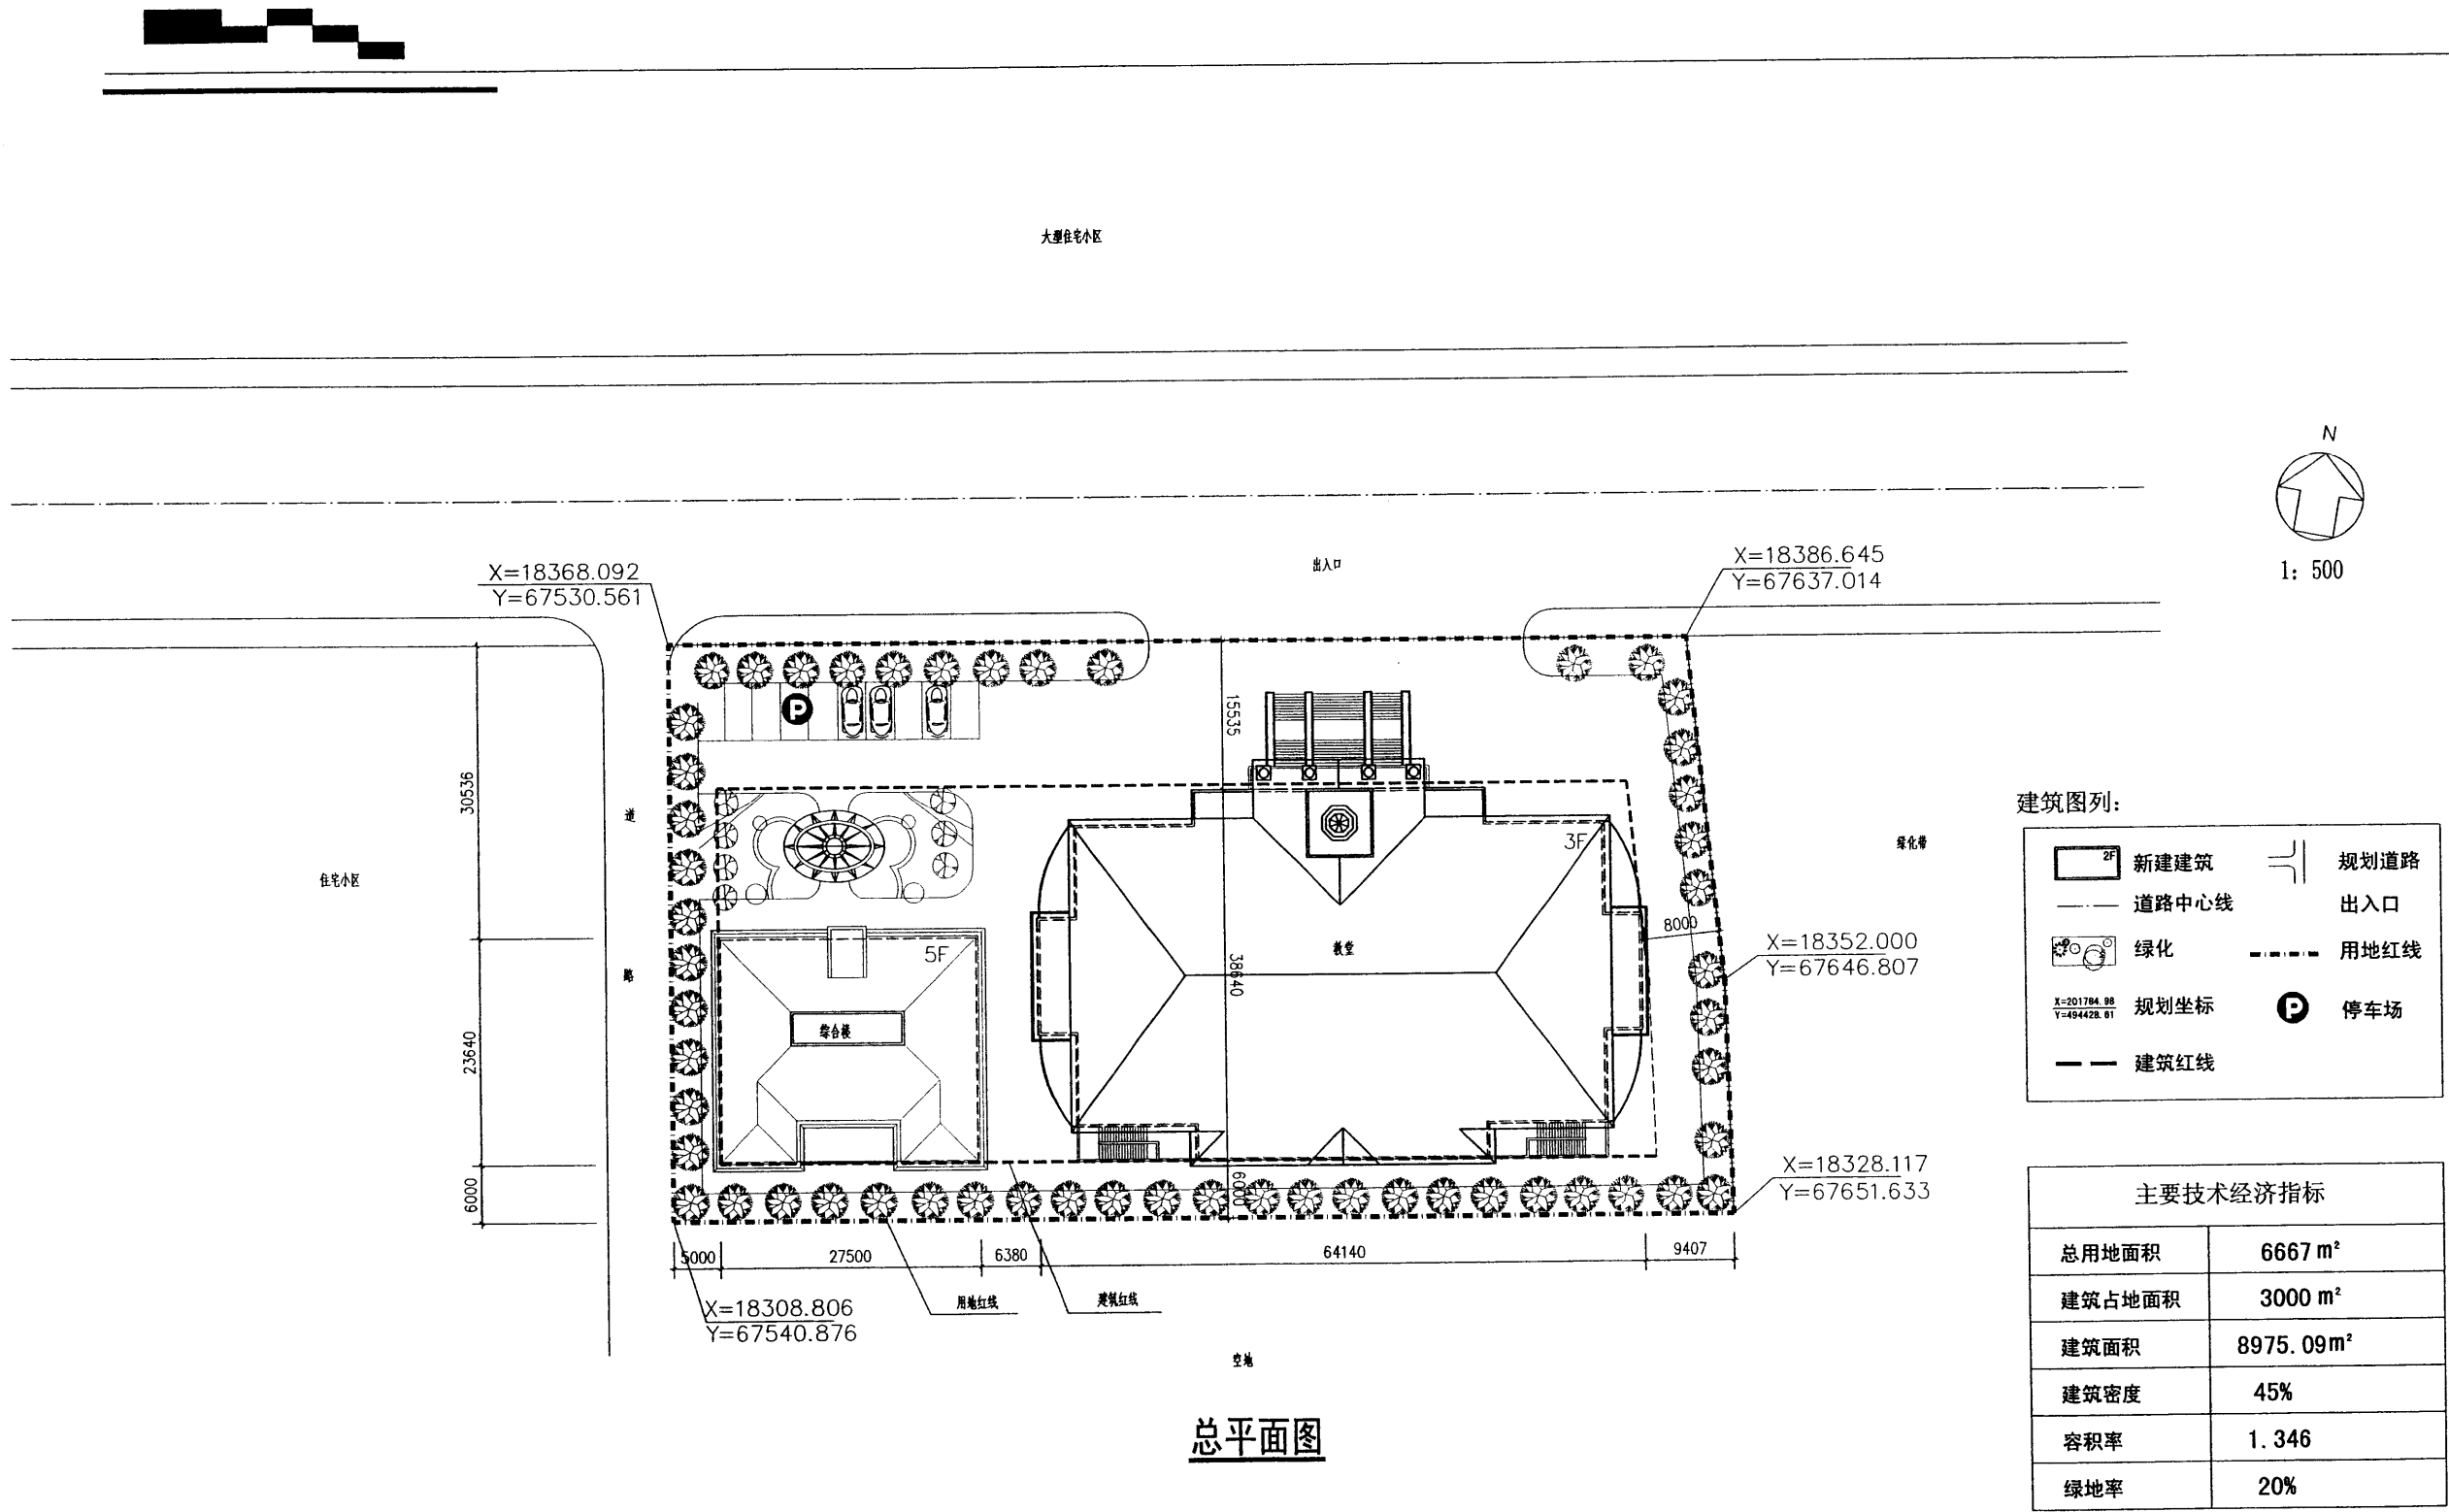 大型住宅小区
N
1: 500
出入口
X=18368.092
Y=67530.561
X=18386.645
Y=67637.014
P
15535
30536
道
路
住宅小区
3F
绿化带
8000
教堂
38640
5F
综合楼
X=18352.000
Y=67646.807
23640
6000
6000
X=18328.117
Y=67651.633
5000
27500
6380
64140
9407
X=18308.806
Y=67540.876
用地红线
建筑红线
空地
总平面图
建筑图列:
2F 新建建筑
规划道路
道路中心线
出入口
绿化
用地红线
X=201784.98
Y=494428.61
规划坐标
P 停车场
建筑红线
主要技术经济指标
总用地面积 6667m²
建筑占地面积 3000m²
建筑面积 8975.09m²
建筑密度 45%
容积率 1.346
绿地率 20%